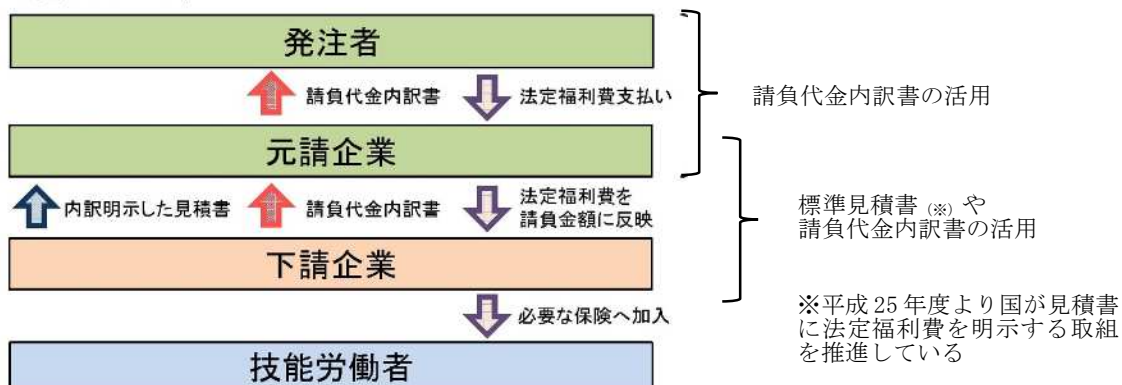 発注者
請負代金内訳書
法定福利費支払い
請負代金内訳書の活用
元請企業
内訳明示した見積書
請負代金内訳書
法定福利費を
請負金額に反映
標準見積書(※)や
請負代金内訳書の活用
下請企業
必要な保険へ加入
※平成25年度より国が見積書
に法定福利費を明示する取組
を推進している
技能労働者